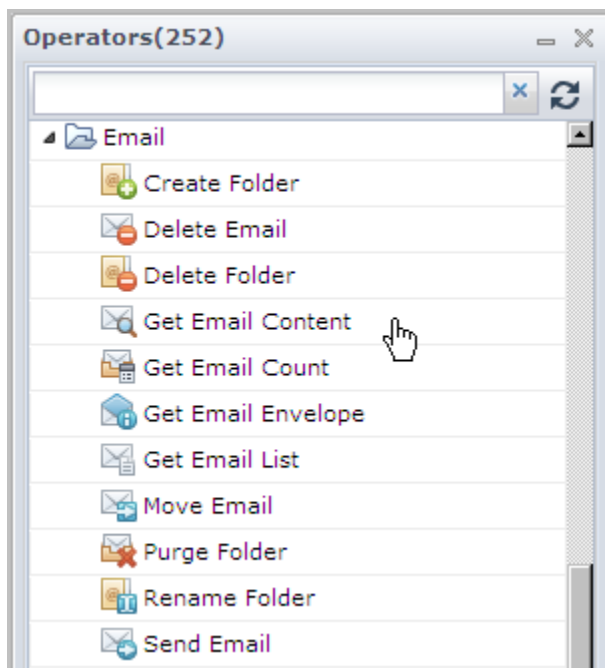 Operators(252)
Email
Create Folder
Delete Email
Delete Folder
Get Email Content
Get Email Count
Get Email Envelope
Get Email List
Move Email
Purge Folder
Rename Folder
Send Email